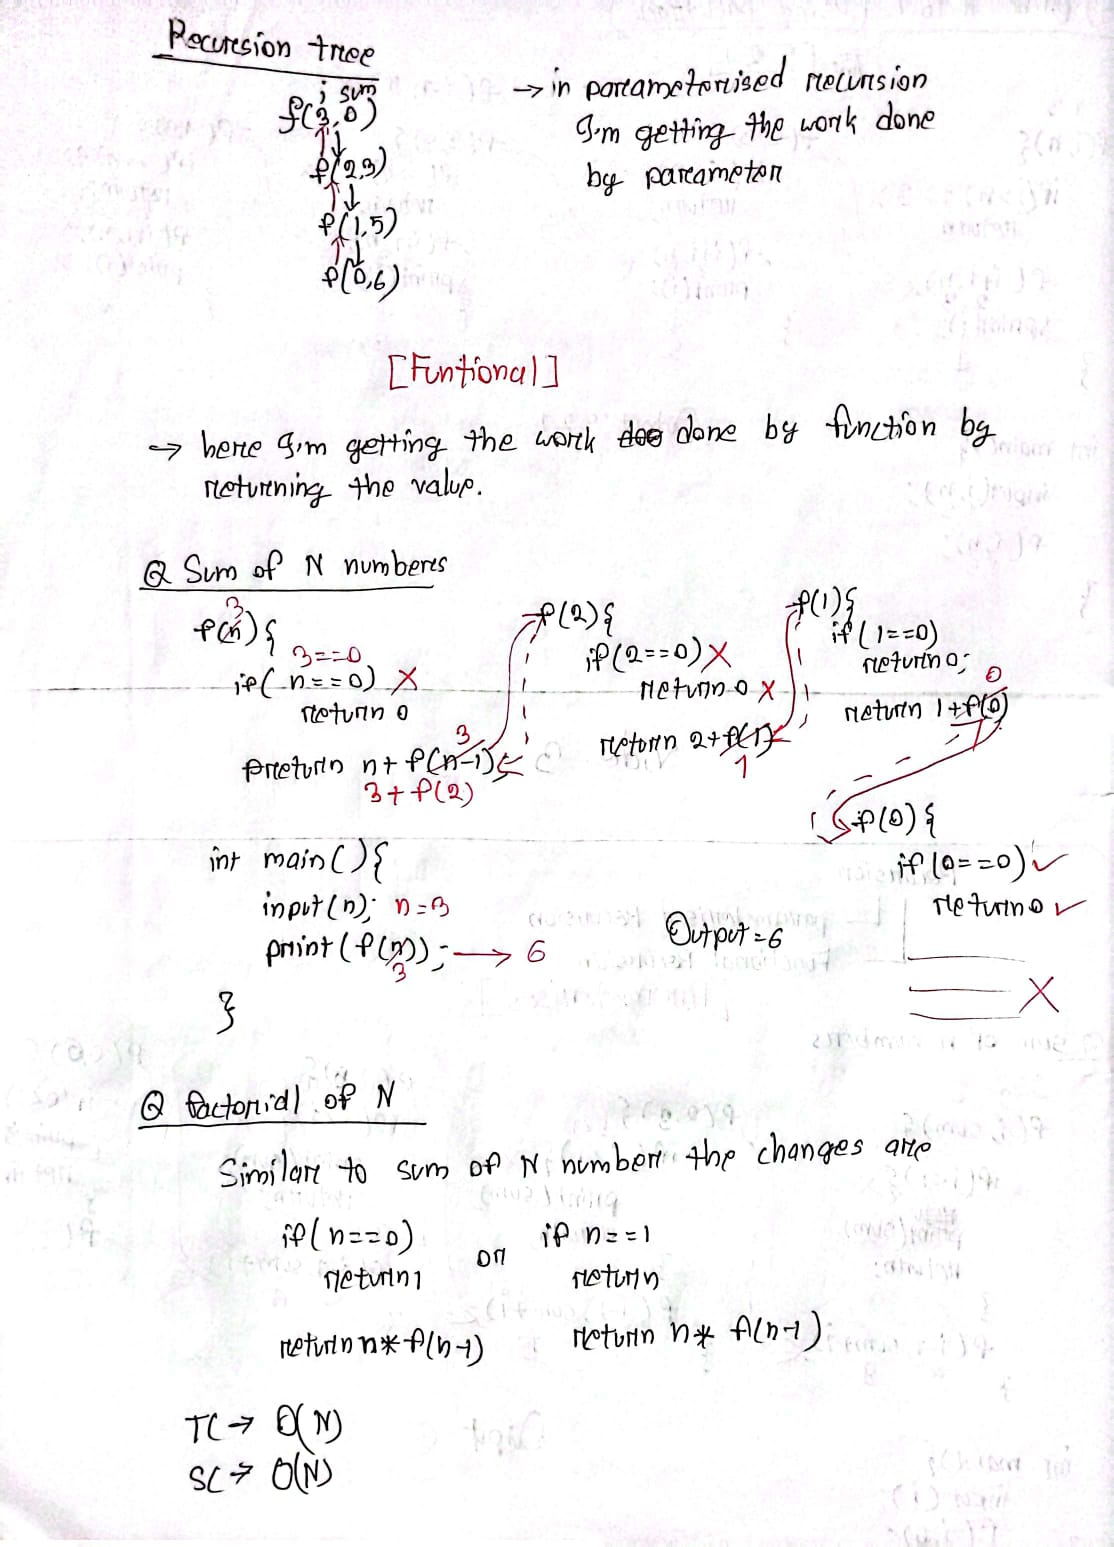 Recursion tree
i sum
f(3,0)
f(2,3)
f(1,5)
f(0,6)
→ in parameterised recursion
I'm getting the work done
by parameter
[Funtional]
→ here I'm getting the work done by function by
returning the value.
Q Sum of N numbers
3
f(n){
3==0
if( n==0) X
return 0
3
return n+ f(n-1)
3+ f(2)
f(2){
if(2==0) X
return 0 X
return 2+f(1)
1
f(1){
if(1==0)
return 0;
0
return 1+f(0)
f(0){
if(0==0) ✓
return 0 ✓
X
int main(){
input(n); n=3
print(f(n)); → 6
3
}
Output=6
Q factorial of N
Similar to sum of N number the changes are
if(n==0)
return 1
return n*f(n-1)
or
if n==1
return
return n* f(n-1)
TC → O(N)
SC → O(N)